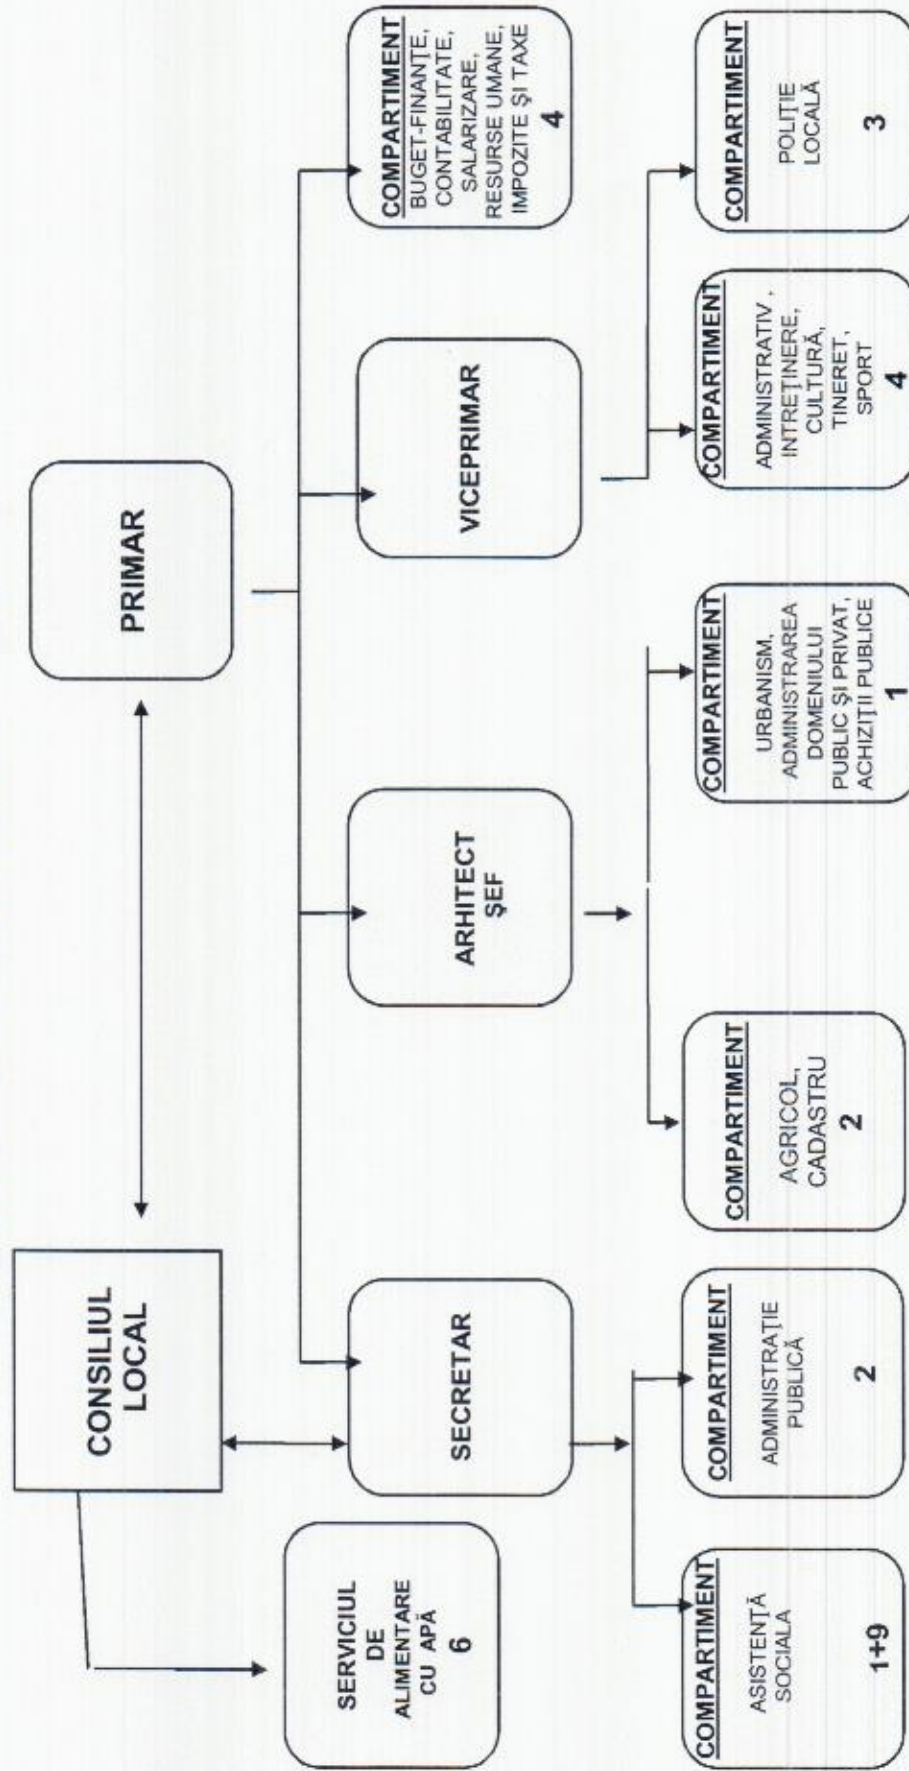 CONSILIUL
LOCAL
PRIMAR
SERVICIUL
DE
ALIMENTARE
CU APĂ
6
SECRETAR
ARHITECT
ŞEF
VICEPRIMAR
COMPARTIMENT
BUGET-FINANŢE,
CONTABILITATE,
SALARIZARE,
RESURSE UMANE,
IMPOZITE ŞI TAXE
4
COMPARTIMENT
ASISTENŢĂ
SOCIALA
1+9
COMPARTIMENT
ADMINISTRAŢIE
PUBLICĂ
2
COMPARTIMENT
AGRICOL,
CADASTRU
2
COMPARTIMENT
URBANISM,
ADMINISTRAREA
DOMENIULUI
PUBLIC ŞI PRIVAT,
ACHIZIŢII PUBLICE
1
COMPARTIMENT
ADMINISTRATIV ,
INTREŢINERE,
CULTURĂ,
TINERET,
SPORT
4
COMPARTIMENT
POLIŢIE
LOCALĂ
3